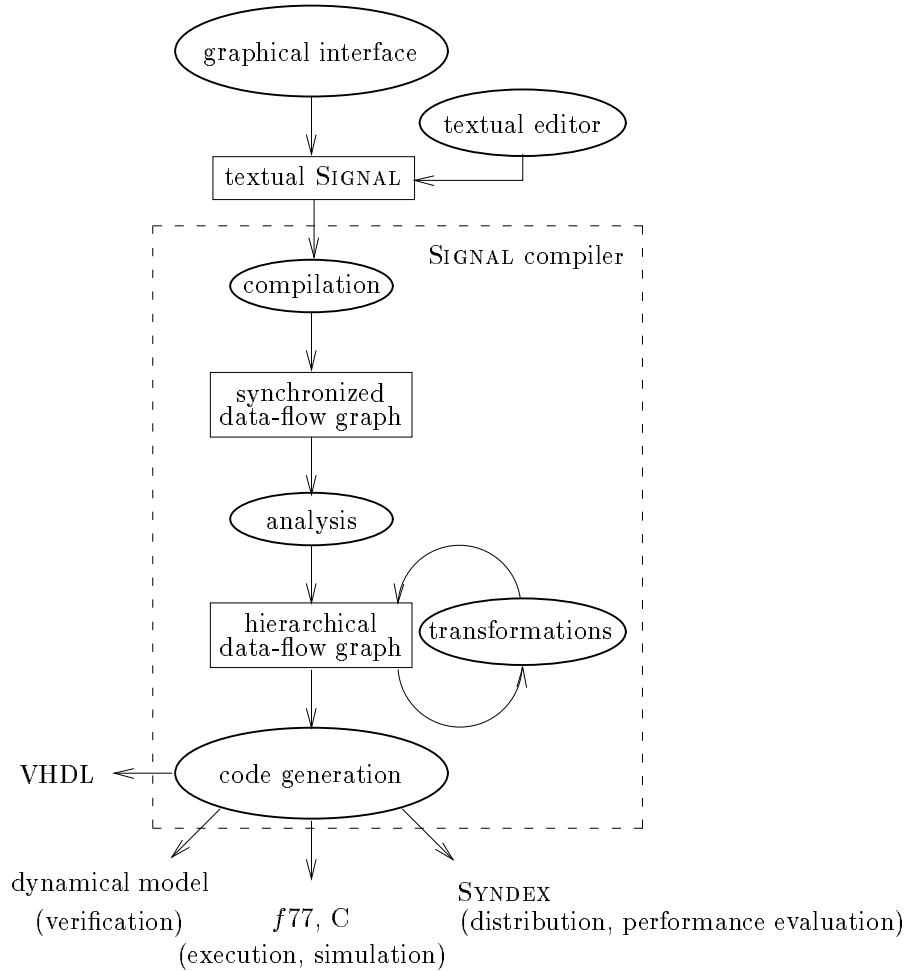 graphical interface
textual editor
textual SIGNAL
SIGNAL compiler
compilation
synchronized
data-flow graph
analysis
hierarchical
data-flow graph
transformations
VHDL
code generation
dynamical model
(verification)
f77, C
(execution, simulation)
SYNDEX
(distribution, performance evaluation)